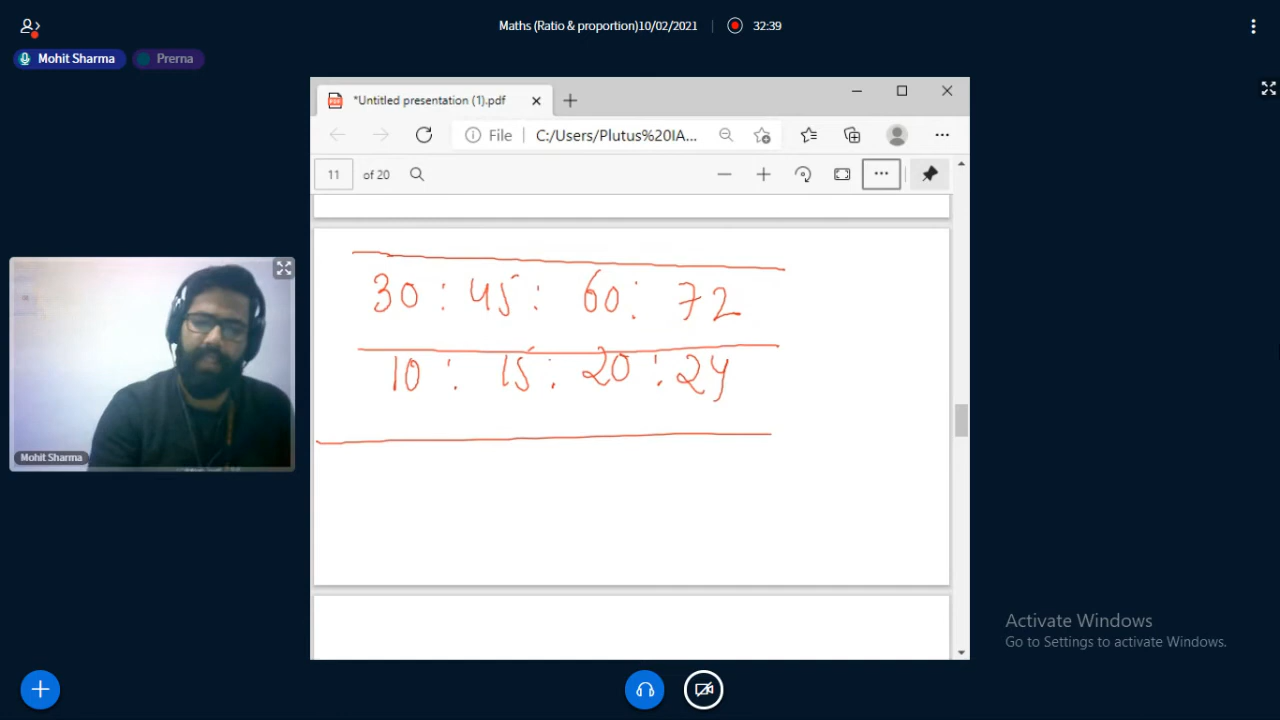 Maths (Ratio & proportion)10/02/2021 32:39
Mohit Sharma Prerna
*Untitled presentation (1).pdf
File C:/Users/Plutus%20IA...
11 of 20
30 : 45 : 60 : 72
10 : 15 : 20 : 24
Mohit Sharma
Activate Windows
Go to Settings to activate Windows.